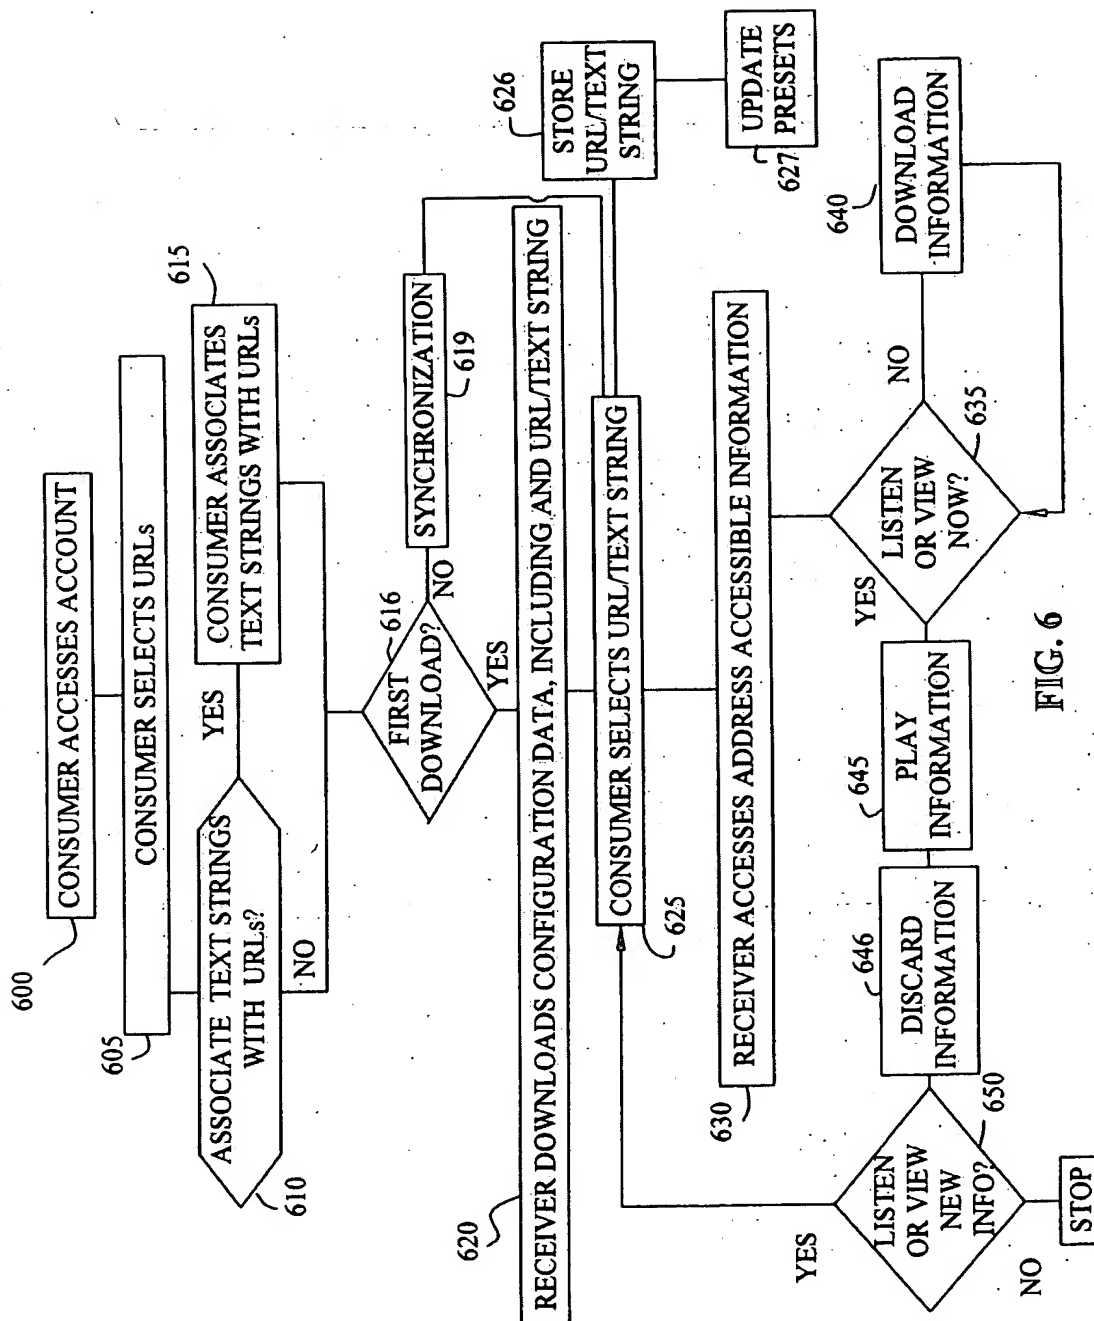 600
CONSUMER ACCESSES ACCOUNT
605
CONSUMER SELECTS URLs
610
ASSOCIATE TEXT STRINGS
WITH URLs?
YES
NO
615
CONSUMER ASSOCIATES
TEXT STRINGS WITH URLs
616
FIRST
DOWNLOAD?
NO
YES
SYNCHRONIZATION
619
620
RECEIVER DOWNLOADS CONFIGURATION DATA, INCLUDING AND URL/TEXT STRING
CONSUMER SELECTS URL/TEXT STRING
625
626
STORE
URL/TEXT
STRING
UPDATE
PRESETS
627
630
RECEIVER ACCESSES ADDRESS ACCESSIBLE INFORMATION
LISTEN
OR VIEW
NOW?
635
NO
YES
640
DOWNLOAD
INFORMATION
645
PLAY
INFORMATION
646
DISCARD
INFORMATION
LISTEN
OR VIEW
NEW
INFO?
650
YES
NO
STOP
FIG. 6